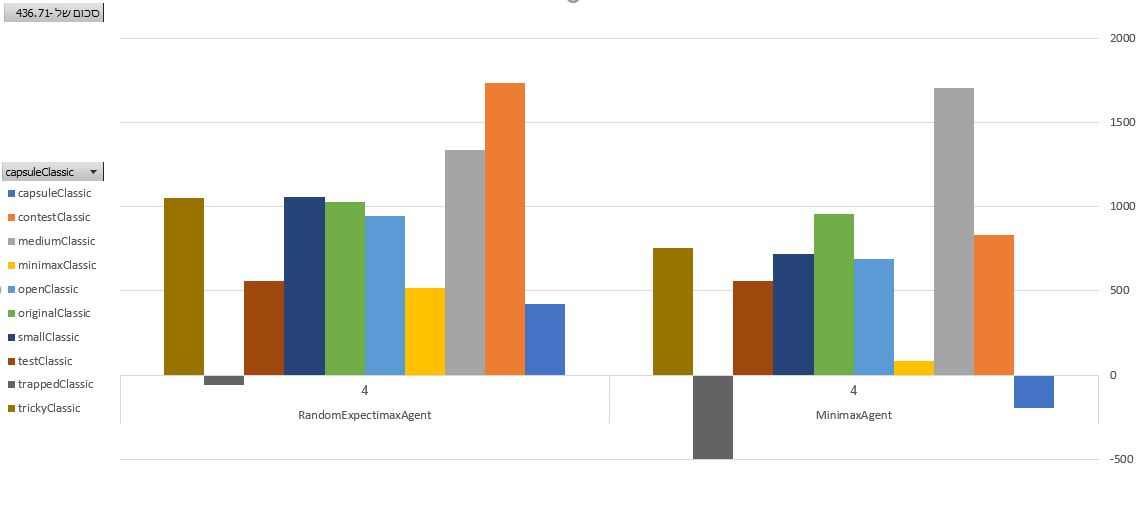 סכום של -436.71
2000
1500
1000
500
0
-500
capsuleClassic
capsuleClassic
contestClassic
mediumClassic
minimaxClassic
openClassic
originalClassic
smallClassic
testClassic
trappedClassic
trickyClassic
4
4
RandomExpectimaxAgent
MinimaxAgent